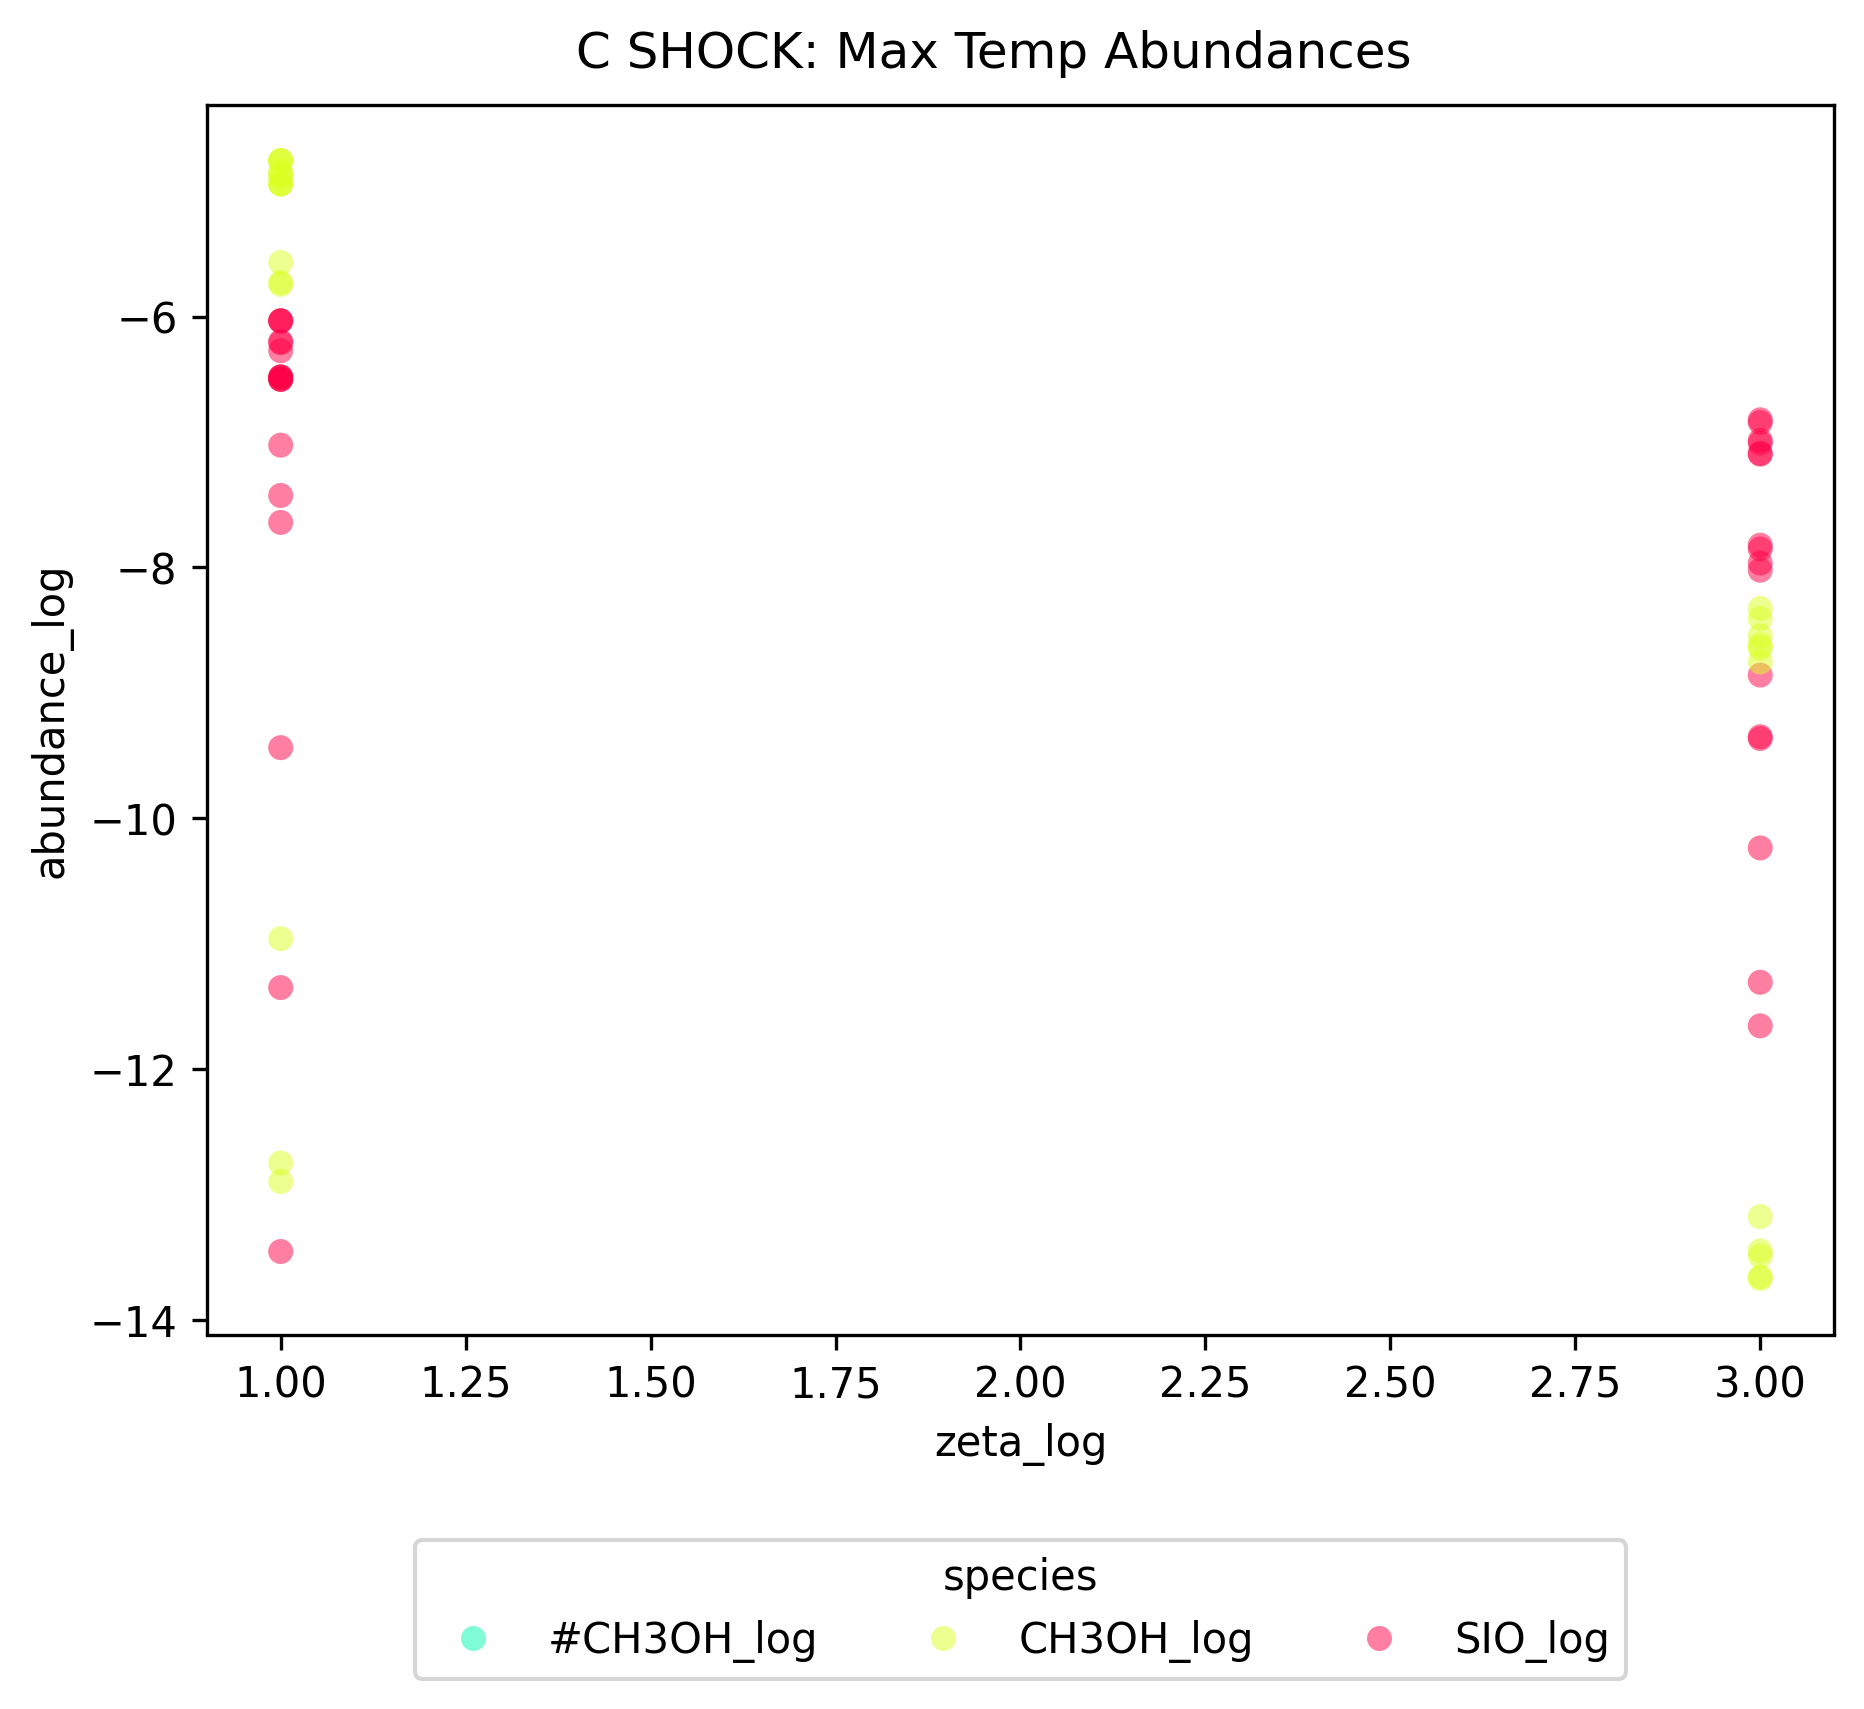 C SHOCK: Max Temp Abundances
abundance_log
−6
−8
−10
−12
−14
1.00 1.25 1.50 1.75 2.00 2.25 2.50 2.75 3.00
zeta_log
species
#CH3OH_log CH3OH_log SIO_log